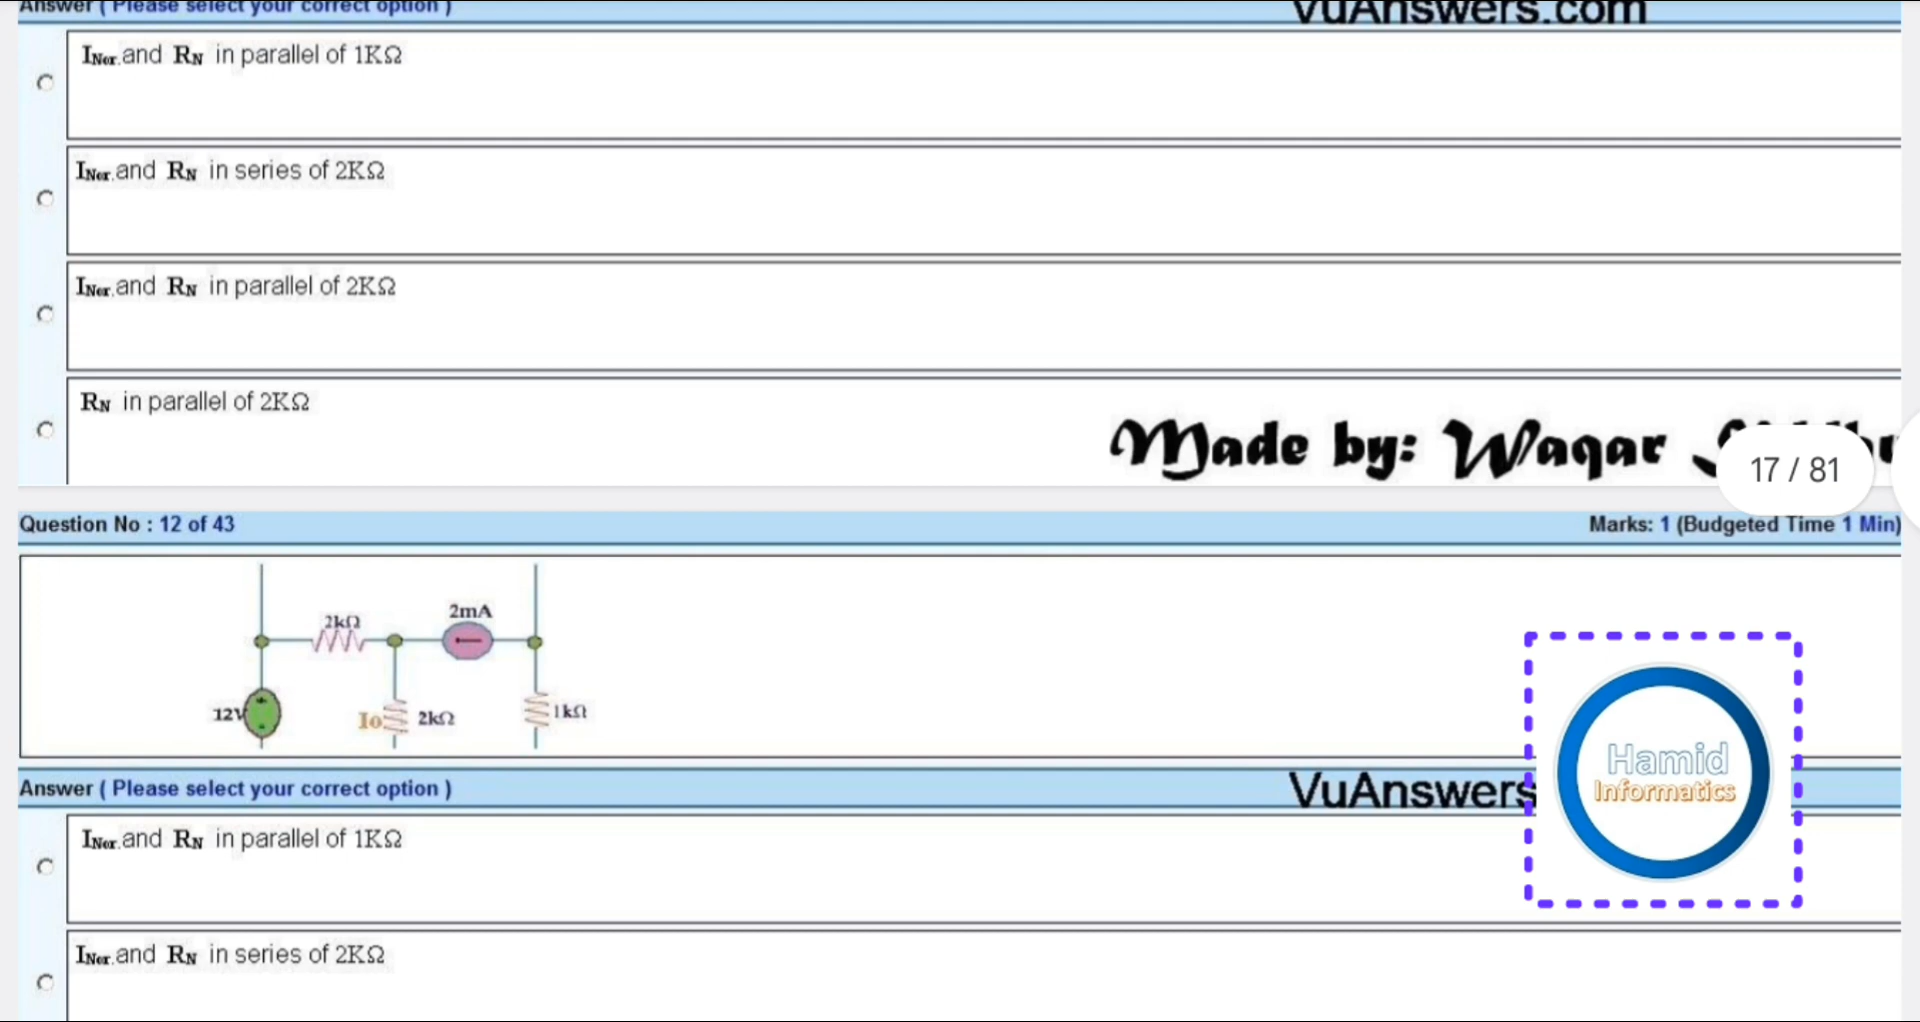 Answer ( Please select your correct option )
VuAnswers.com
INor. and RN in parallel of 1KΩ
INor. and RN in series of 2KΩ
INor. and RN in parallel of 2KΩ
RN in parallel of 2KΩ
Made by: Waqar
17 / 81
Question No : 12 of 43
Marks: 1 (Budgeted Time 1 Min)
2kΩ
2mA
12V
Io
2kΩ
1kΩ
Answer ( Please select your correct option )
VuAnswers
Hamid
Informatics
INor. and RN in parallel of 1KΩ
INor. and RN in series of 2KΩ